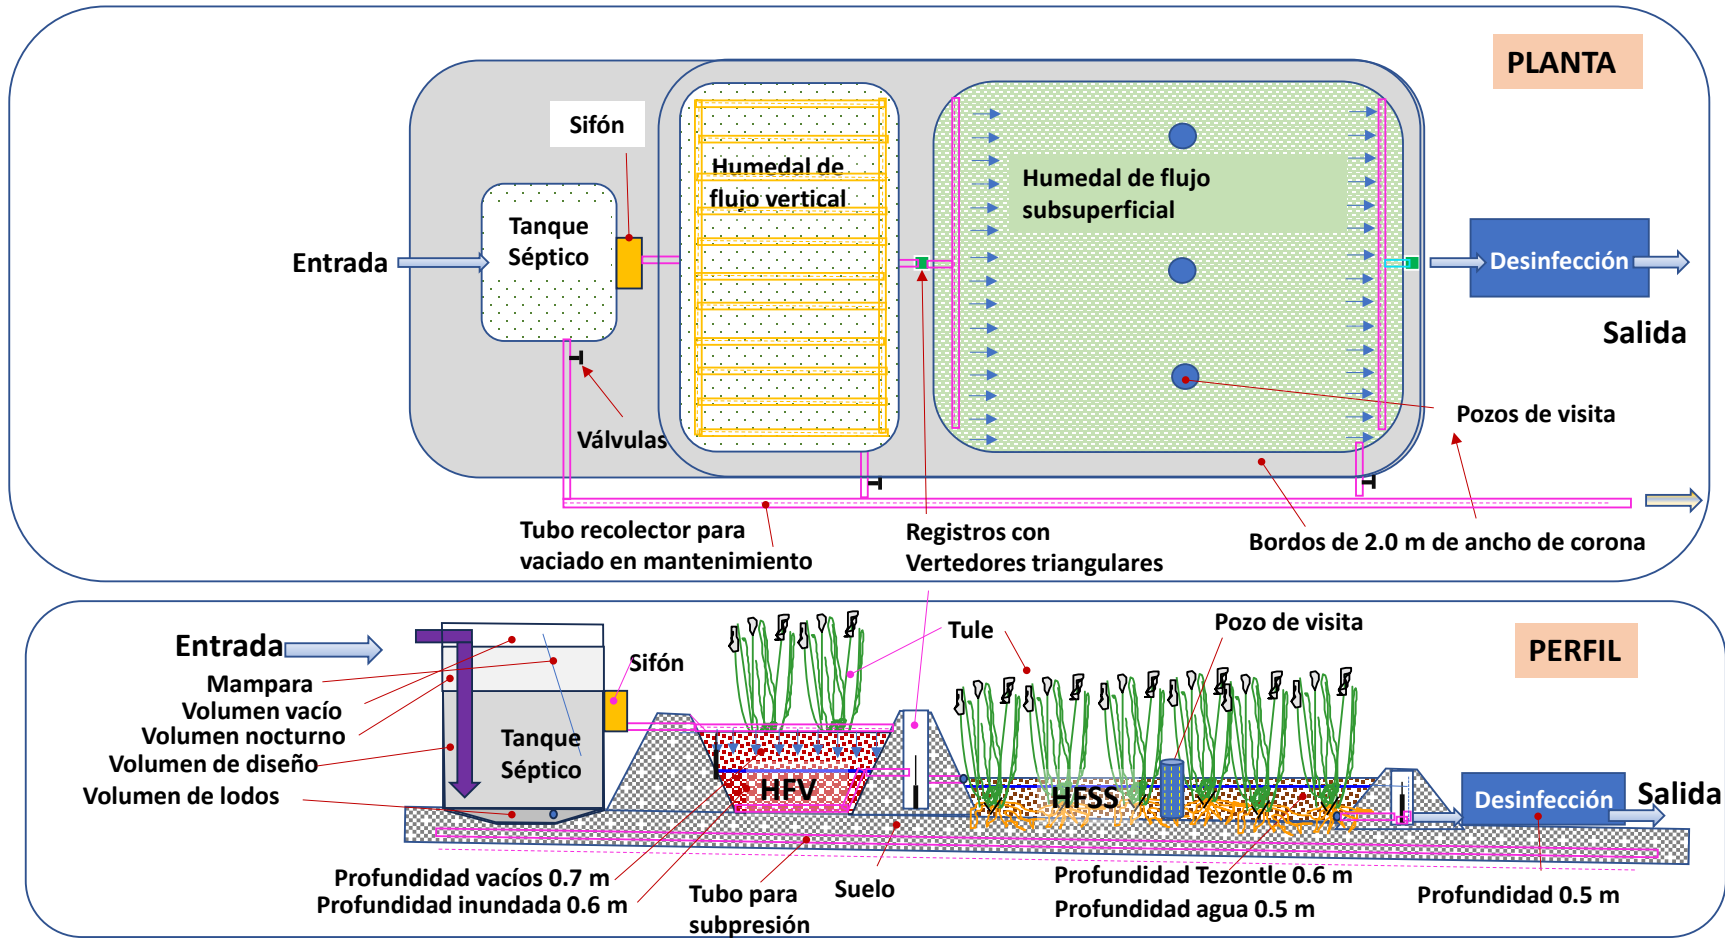 PLANTA
Sifón
Humedal de
flujo vertical
Humedal de flujo
subsuperficial
Tanque
Séptico
Entrada
Desinfección
Salida
Válvulas
Pozos de visita
Tubo recolector para
vaciado en mantenimiento
Registros con
Vertedores triangulares
Bordos de 2.0 m de ancho de corona
PERFIL
Entrada
Tule
Pozo de visita
Sifón
Mampara
Volumen vacío
Volumen nocturno
Volumen de diseño
Volumen de lodos
Tanque
Séptico
HFV
HFSS
Desinfección
Salida
Profundidad vacíos 0.7 m
Profundidad inundada 0.6 m
Tubo para
subpresión
Suelo
Profundidad Tezontle 0.6 m
Profundidad agua 0.5 m
Profundidad 0.5 m